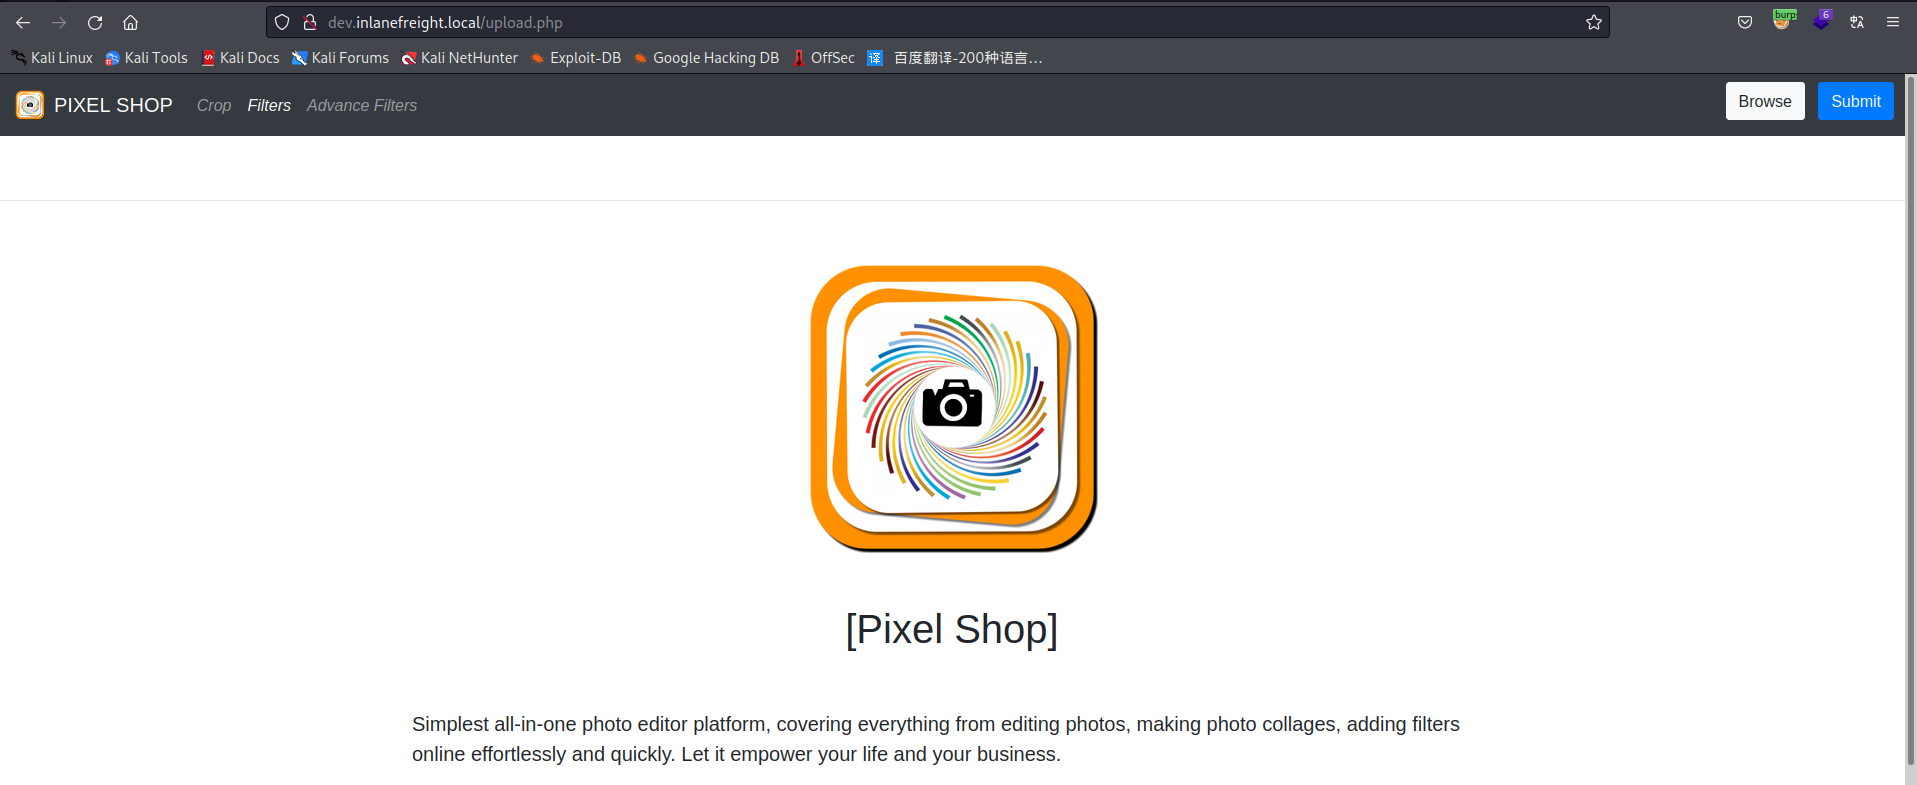 dev.inlanefreight.local/upload.php
burp
6
Kali Linux Kali Tools Kali Docs Kali Forums Kali NetHunter Exploit-DB Google Hacking DB OffSec 译 百度翻译-200种语言...
PIXEL SHOP Crop Filters Advance Filters Browse Submit
[Pixel Shop]
Simplest all-in-one photo editor platform, covering everything from editing photos, making photo collages, adding filters
online effortlessly and quickly. Let it empower your life and your business.